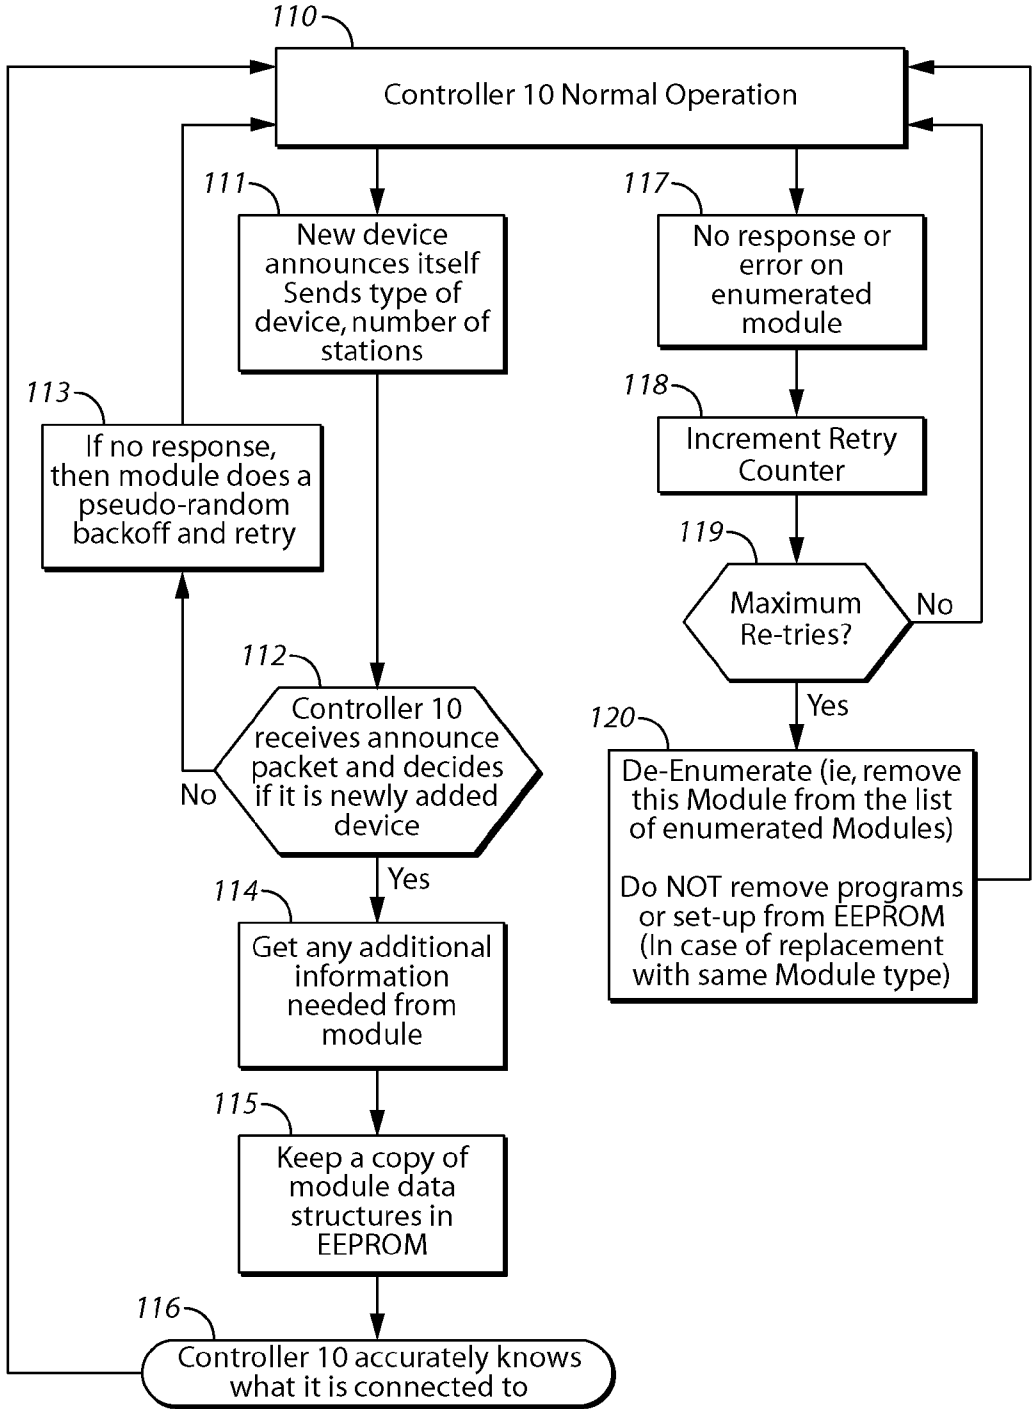 110
Controller 10 Normal Operation
111
New device
announces itself
Sends type of
device, number of
stations
117
No response or
error on
enumerated
module
113
If no response,
then module does a
pseudo-random
backoff and retry
118
Increment Retry
Counter
119
Maximum
Re-tries?
No
Yes
112
Controller 10
receives announce
packet and decides
if it is newly added
device
No
Yes
120
De-Enumerate (ie, remove
this Module from the list
of enumerated Modules)
Do NOT remove programs
or set-up from EEPROM
(In case of replacement
with same Module type)
114
Get any additional
information
needed from
module
115
Keep a copy of
module data
structures in
EEPROM
116
Controller 10 accurately knows
what it is connected to